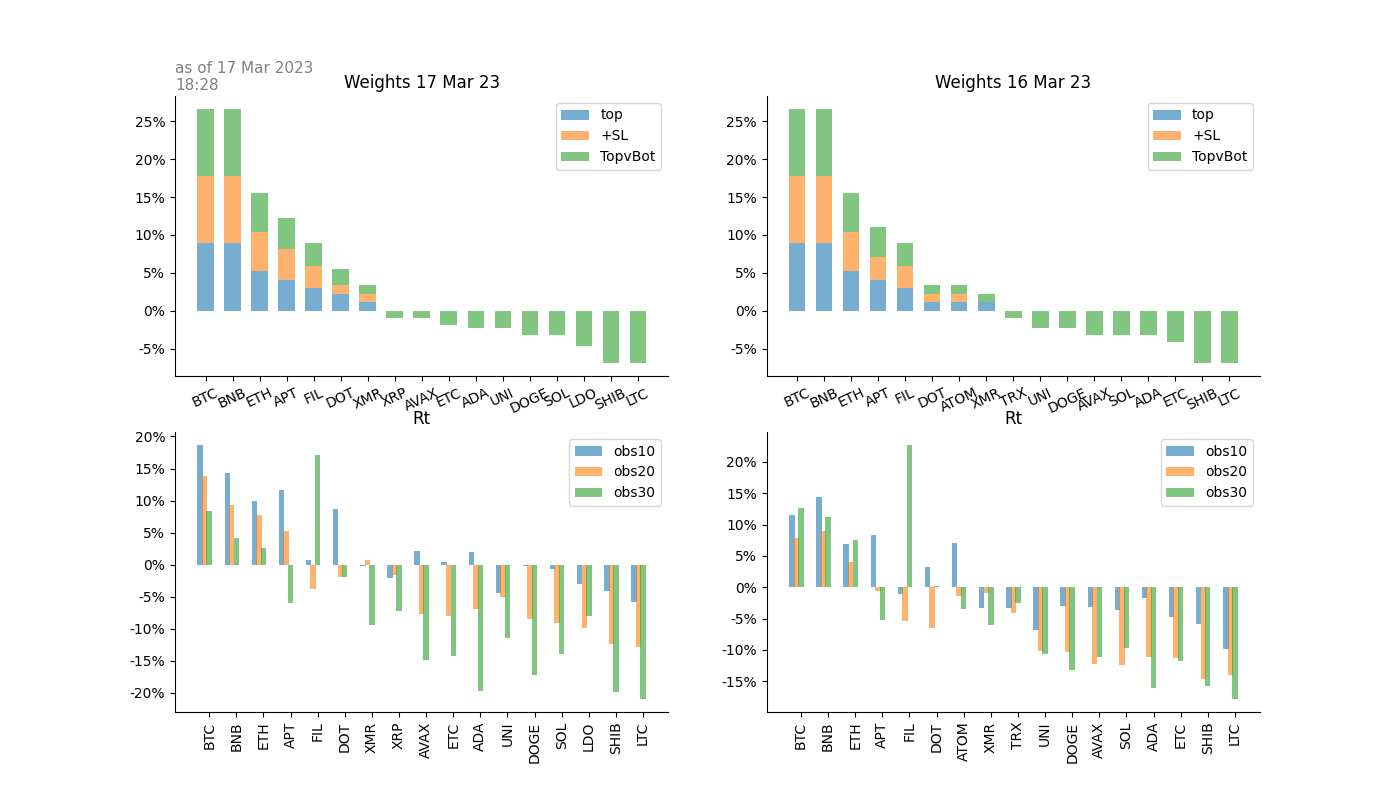 as of 17 Mar 2023
18:28
Weights 17 Mar 23
25%
20%
15%
10%
5%
0%
-5%
top
+SL
TopvBot
BTC BNB ETH APT FIL DOT XMR XRP AVAX ETC ADA UNI DOGE SOL LDO SHIB LTC
Weights 16 Mar 23
25%
20%
15%
10%
5%
0%
-5%
top
+SL
TopvBot
BTC BNB ETH APT FIL DOT ATOM XMR TRX UNI DOGE AVAX SOL ADA ETC SHIB LTC
Rt
20%
15%
10%
5%
0%
-5%
-10%
-15%
-20%
obs10
obs20
obs30
BTC BNB ETH APT FIL DOT XMR XRP AVAX ETC ADA UNI DOGE SOL LDO SHIB LTC
Rt
20%
15%
10%
5%
0%
-5%
-10%
-15%
obs10
obs20
obs30
BTC BNB ETH APT FIL DOT ATOM XMR TRX UNI DOGE AVAX SOL ADA ETC SHIB LTC